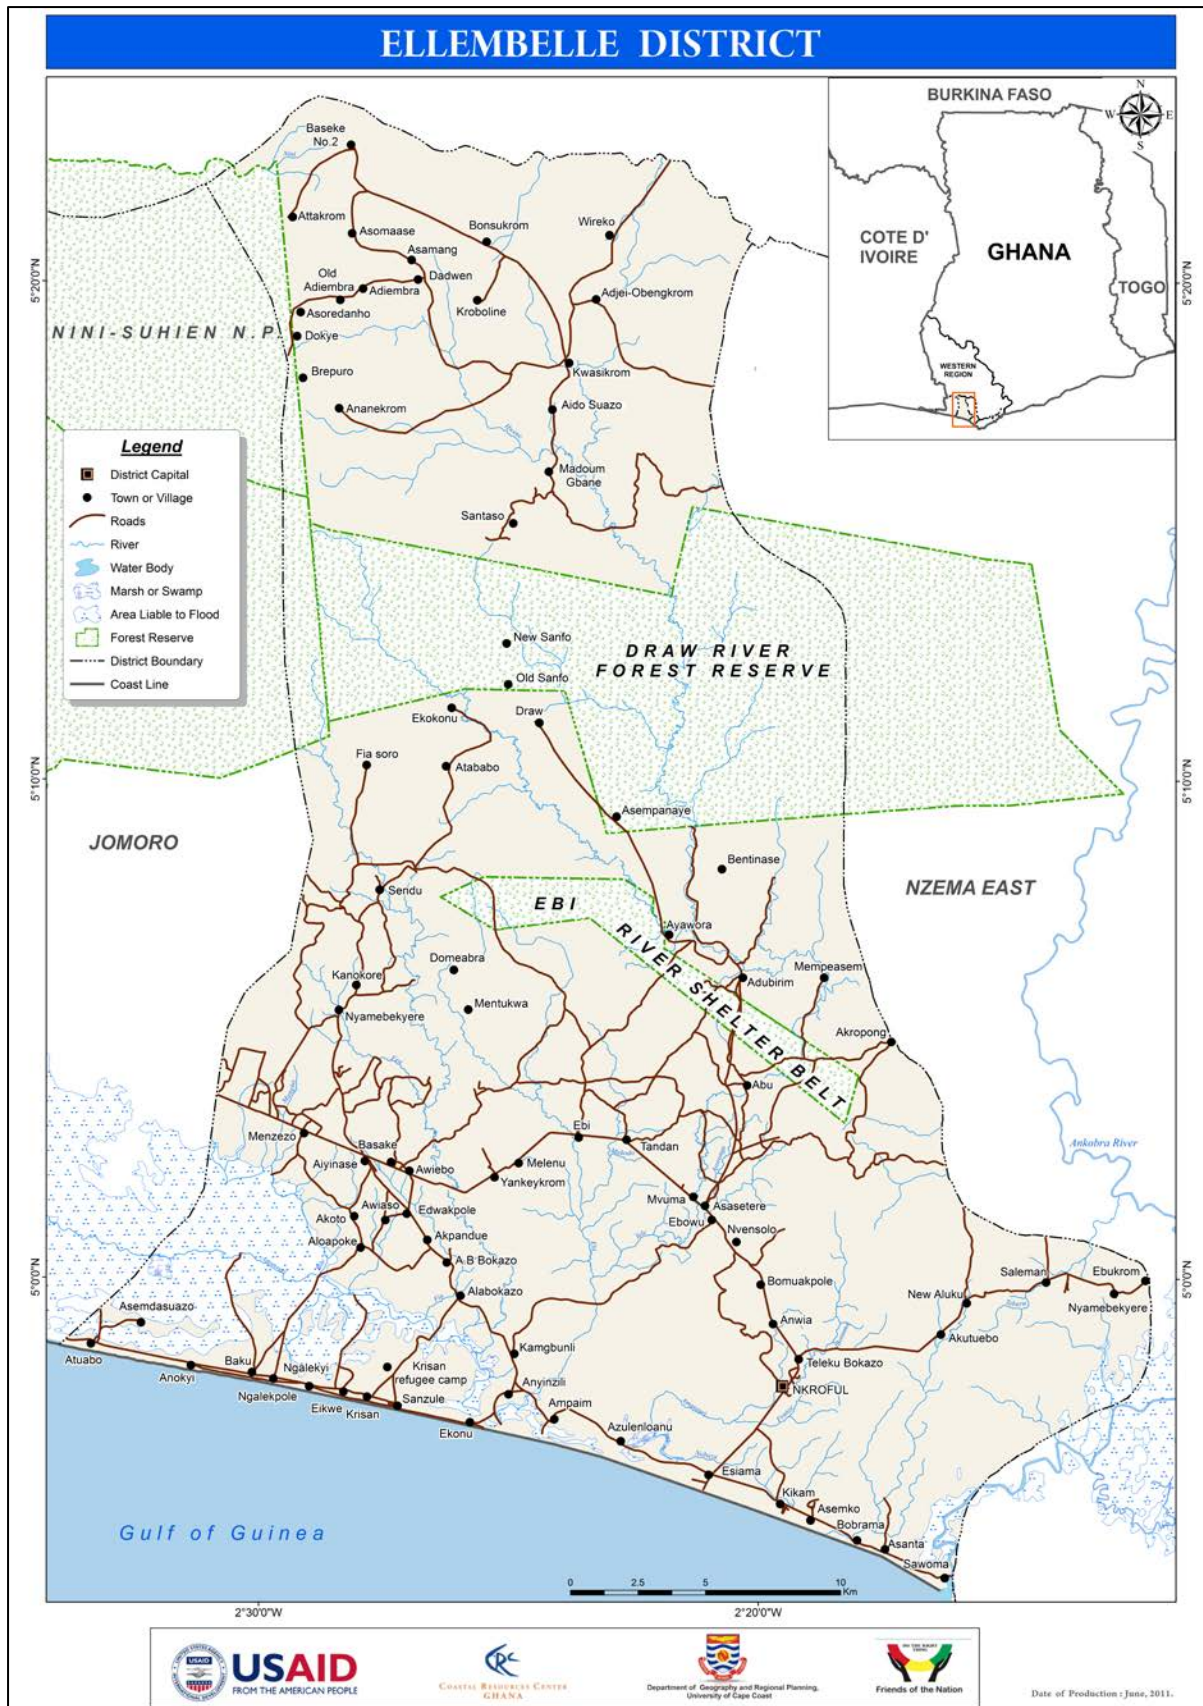 ELLEMBELLE DISTRICT
BURKINA FASO
N
W
E
S
COTE D'
IVOIRE
GHANA
TOGO
WESTERN
REGION
5°20'0"N
5°20'0"N
5°10'0"N
5°10'0"N
5°0'0"N
5°0'0"N
2°30'0"W
2°20'0"W
Baseke
No.2
Attakrom
Asomaase
Bonsukrom
Wireko
Asamang
Old
Adiembra
Adiembra
Dadwen
Asoredanho
Kroboline
Adjei-Obengkrom
NINI-SUHIEN N.P.
Dokye
Brepuro
Kwasikrom
Ananekrom
Aido Suazo
Madoum
Gbane
Santaso
Legend
District Capital
Town or Village
Roads
River
Water Body
Marsh or Swamp
Area Liable to Flood
Forest Reserve
District Boundary
Coast Line
New Sanfo
DRAW RIVER
FOREST RESERVE
Old Sanfo
Ekokonu
Draw
Fia soro
Atababo
Asempanaye
JOMORO
Bentinase
NZEMA EAST
Sendu
EBI
RIVER SHELTER BELT
Ayawora
Domeabra
Kanokore
Adubirim
Mempeasem
Mentukwa
Nyamebekyere
Akropong
Abu
Menzezo
Basake
Ebi
Tandan
Ankobra River
Aiyinase
Awiebo
Melenu
Yankeykrom
Awiaso
Edwakpole
Mvuma
Asasetere
Akoto
Ebowu
Nvensolo
Aloapoke
Akpandue
A B Bokazo
Bomuakpole
Saleman
Ebukrom
Alabokazo
New Aluku
Nyamebekyere
Asemdasuazo
Anwia
Akutuebo
Atuabo
Kamgbunli
Teleku Bokazo
Anokyi
Baku
Ngalekyi
Krisan
refugee camp
Anyinzili
NKROFUL
Ngalekpole
Eikwe
Krisan
Sanzule
Ampaim
Ekonu
Azulenloanu
Esiama
Kikam
Asemko
Bobrama
Asanta
Sawoma
Gulf of Guinea
0 2.5 5 10
Km
USAID
USAID
FROM THE AMERICAN PEOPLE
CRC
COASTAL RESOURCES CENTER
GHANA
Department of Geography and Regional Planning,
University of Cape Coast
Friends of the Nation
Date of Production : June, 2011.